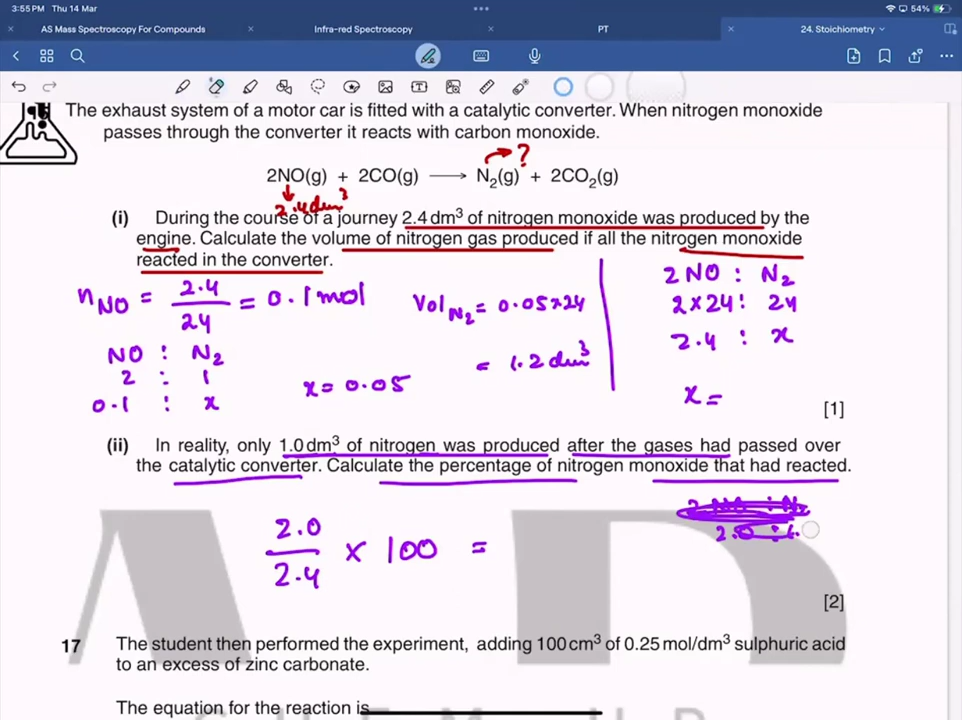 3:55 PM Thu 14 Mar
54%
AS Mass Spectroscopy For Compounds
Infra-red Spectroscopy
PT
24. Stoichiometry
The exhaust system of a motor car is fitted with a catalytic converter. When nitrogen monoxide
passes through the converter it reacts with carbon monoxide.
?
2NO(g) + 2CO(g) → N₂(g) + 2CO₂(g)
2.4dm³
(i) During the course of a journey 2.4 dm³ of nitrogen monoxide was produced by the
engine. Calculate the volume of nitrogen gas produced if all the nitrogen monoxide
reacted in the converter.
nNO = 2.4/24 = 0.1mol
NO : N₂
2 : 1
0.1 : x
x = 0.05
Vol N₂ = 0.05×24
= 1.2dm³
2NO : N₂
2×24 : 24
2.4 : x
x =
[1]
(ii) In reality, only 1.0 dm³ of nitrogen was produced after the gases had passed over
the catalytic converter. Calculate the percentage of nitrogen monoxide that had reacted.
2 NO : N₂
2.0 : 1.
2.0/2.4 × 100 =
[2]
17 The student then performed the experiment, adding 100 cm³ of 0.25 mol/dm³ sulphuric acid
to an excess of zinc carbonate.
The equation for the reaction is